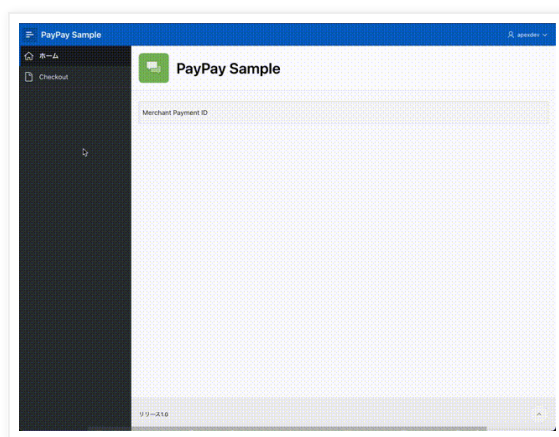 PayPay Sample
apexdev
ホーム
Checkout
PayPay Sample
Merchant Payment ID
リリース1.0